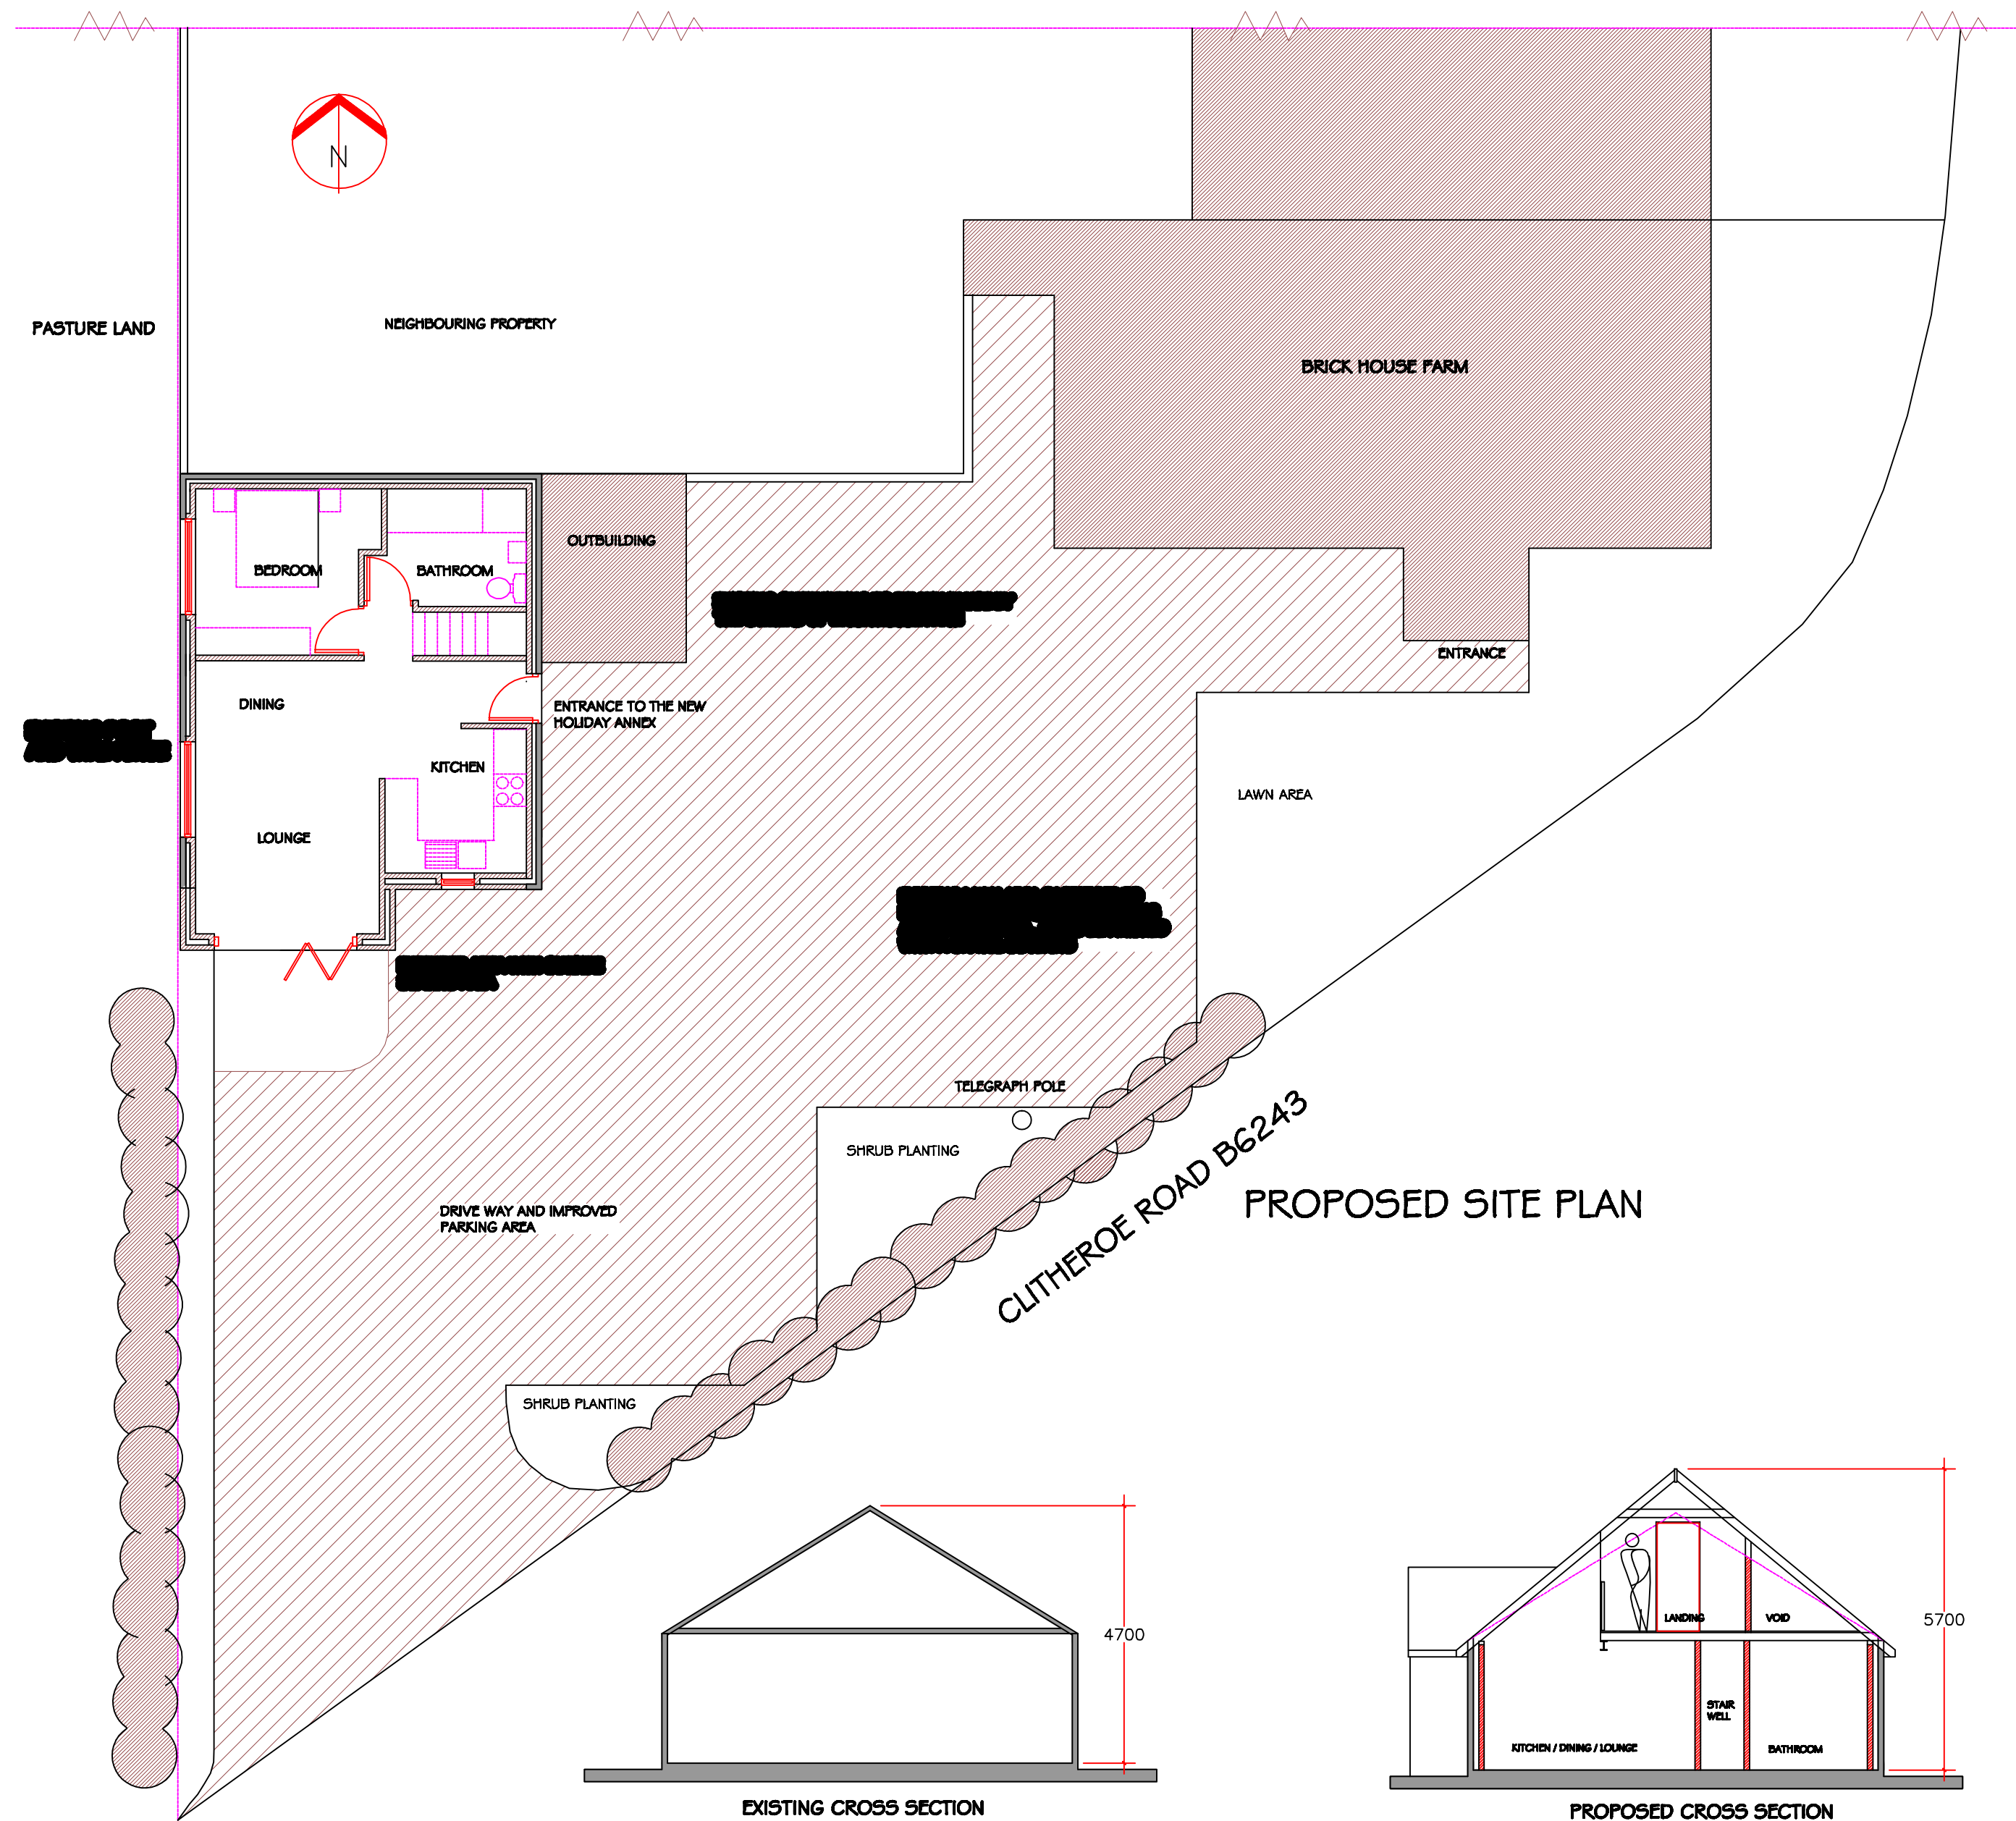 N
PASTURE LAND
NEIGHBOURING PROPERTY
BRICK HOUSE FARM
OUTBUILDING
BEDROOM
BATHROOM
ENTRANCE
DINING
ENTRANCE TO THE NEW
HOLIDAY ANNEX
KITCHEN
LAWN AREA
LOUNGE
TELEGRAPH POLE
SHRUB PLANTING
CLITHEROE ROAD B6243
PROPOSED SITE PLAN
DRIVE WAY AND IMPROVED
PARKING AREA
SHRUB PLANTING
4700
EXISTING CROSS SECTION
LANDING
VOID
5700
STAIR
WELL
KITCHEN / DINING / LOUNGE
BATHROOM
PROPOSED CROSS SECTION